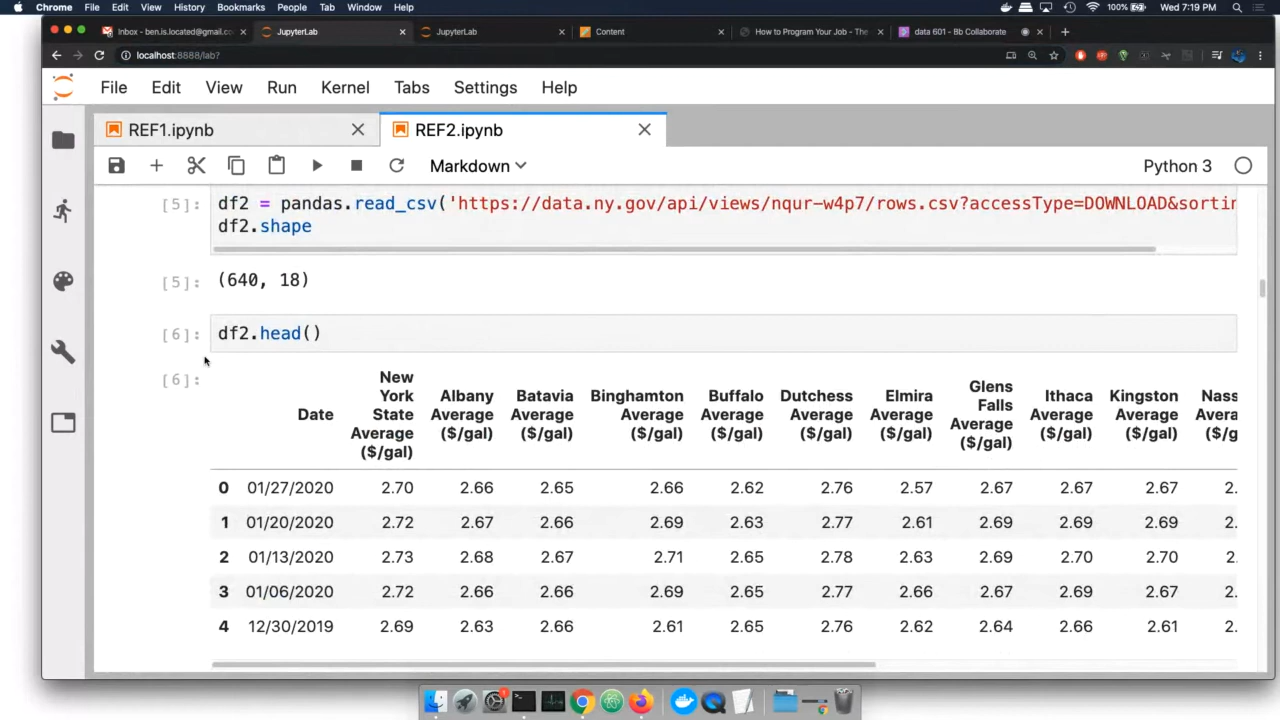 Chrome File Edit View History Bookmarks People Tab Window Help 100% Wed 7:19 PM
Inbox - ben.is.located@gmail.co JupyterLab JupyterLab Content How to Program Your Job - The data 601 - Bb Collaborate
localhost:8888/lab?
File Edit View Run Kernel Tabs Settings Help
REF1.ipynb REF2.ipynb
Markdown Python 3
[5]: df2 = pandas.read_csv('https://data.ny.gov/api/views/nqur-w4p7/rows.csv?accessType=DOWNLOAD&sortin
df2.shape
[5]: (640, 18)
[6]: df2.head()
[6]:
Date New York State Average ($/gal) Albany Average ($/gal) Batavia Average ($/gal) Binghamton Average ($/gal) Buffalo Average ($/gal) Dutchess Average ($/gal) Elmira Average ($/gal) Glens Falls Average ($/gal) Ithaca Average ($/gal) Kingston Average ($/gal) Nass Avera ($/g
0 01/27/2020 2.70 2.66 2.65 2.66 2.62 2.76 2.57 2.67 2.67 2.67 2.
1 01/20/2020 2.72 2.67 2.66 2.69 2.63 2.77 2.61 2.69 2.69 2.69 2.
2 01/13/2020 2.73 2.68 2.67 2.71 2.65 2.78 2.63 2.69 2.70 2.70 2.
3 01/06/2020 2.72 2.66 2.66 2.69 2.65 2.77 2.66 2.67 2.69 2.67 2.
4 12/30/2019 2.69 2.63 2.66 2.61 2.65 2.76 2.62 2.64 2.66 2.61 2.